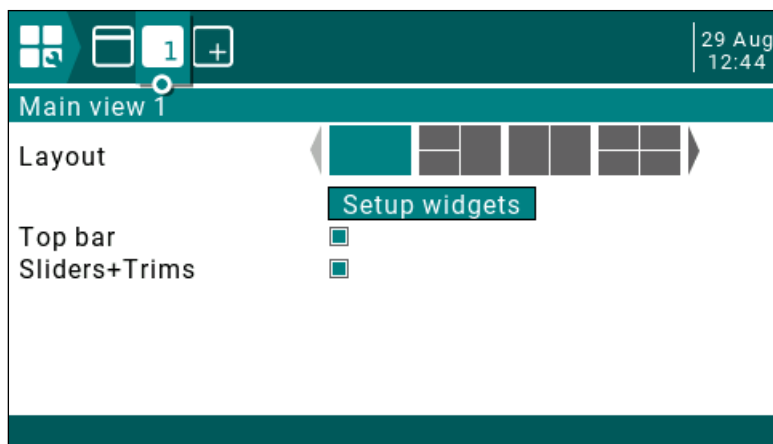 1
+
29 Aug
12:44
Main view 1
Layout
Setup widgets
Top bar
Sliders+Trims